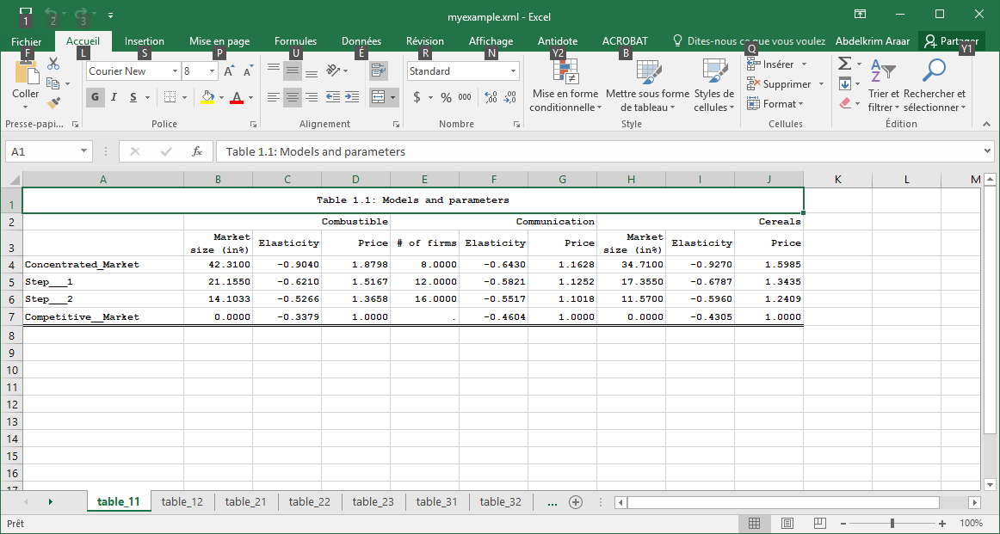 1 2 3
myexample.xml - Excel
Fichier Accueil Insertion Mise en page Formules Données Révision Affichage Antidote ACROBAT Dites-nous ce que vous voulez Abdelkrim Araar Partager
F L S P U É R N Y2 B Q Y1
Coller
Courier New 8
G I S
Standard
$ % 000
Mise en forme
conditionnelle
Mettre sous forme
de tableau
Styles de
cellules
Insérer
Supprimer
Format
Trier et
filtrer
Rechercher et
sélectionner
Presse-papi... Police Alignement Nombre Style Cellules Édition
A1 fx Table 1.1: Models and parameters
A B C D E F G H I J K L M
1 Table 1.1: Models and parameters
2 Combustible Communication Cereals
3 Market size (in%) Elasticity Price # of firms Elasticity Price Market size (in%) Elasticity Price
4 Concentrated_Market 42.3100 -0.9040 1.8798 8.0000 -0.6430 1.1628 34.7100 -0.9270 1.5985
5 Step___1 21.1550 -0.6210 1.5167 12.0000 -0.5821 1.1252 17.3550 -0.6787 1.3435
6 Step___2 14.1033 -0.5266 1.3658 16.0000 -0.5517 1.1018 11.5700 -0.5960 1.2409
7 Competitive__Market 0.0000 -0.3379 1.0000 . -0.4604 1.0000 0.0000 -0.4305 1.0000
8
9
10
11
12
13
14
15
16
17
table_11 table_12 table_21 table_22 table_23 table_31 table_32 ...
Prêt 100%